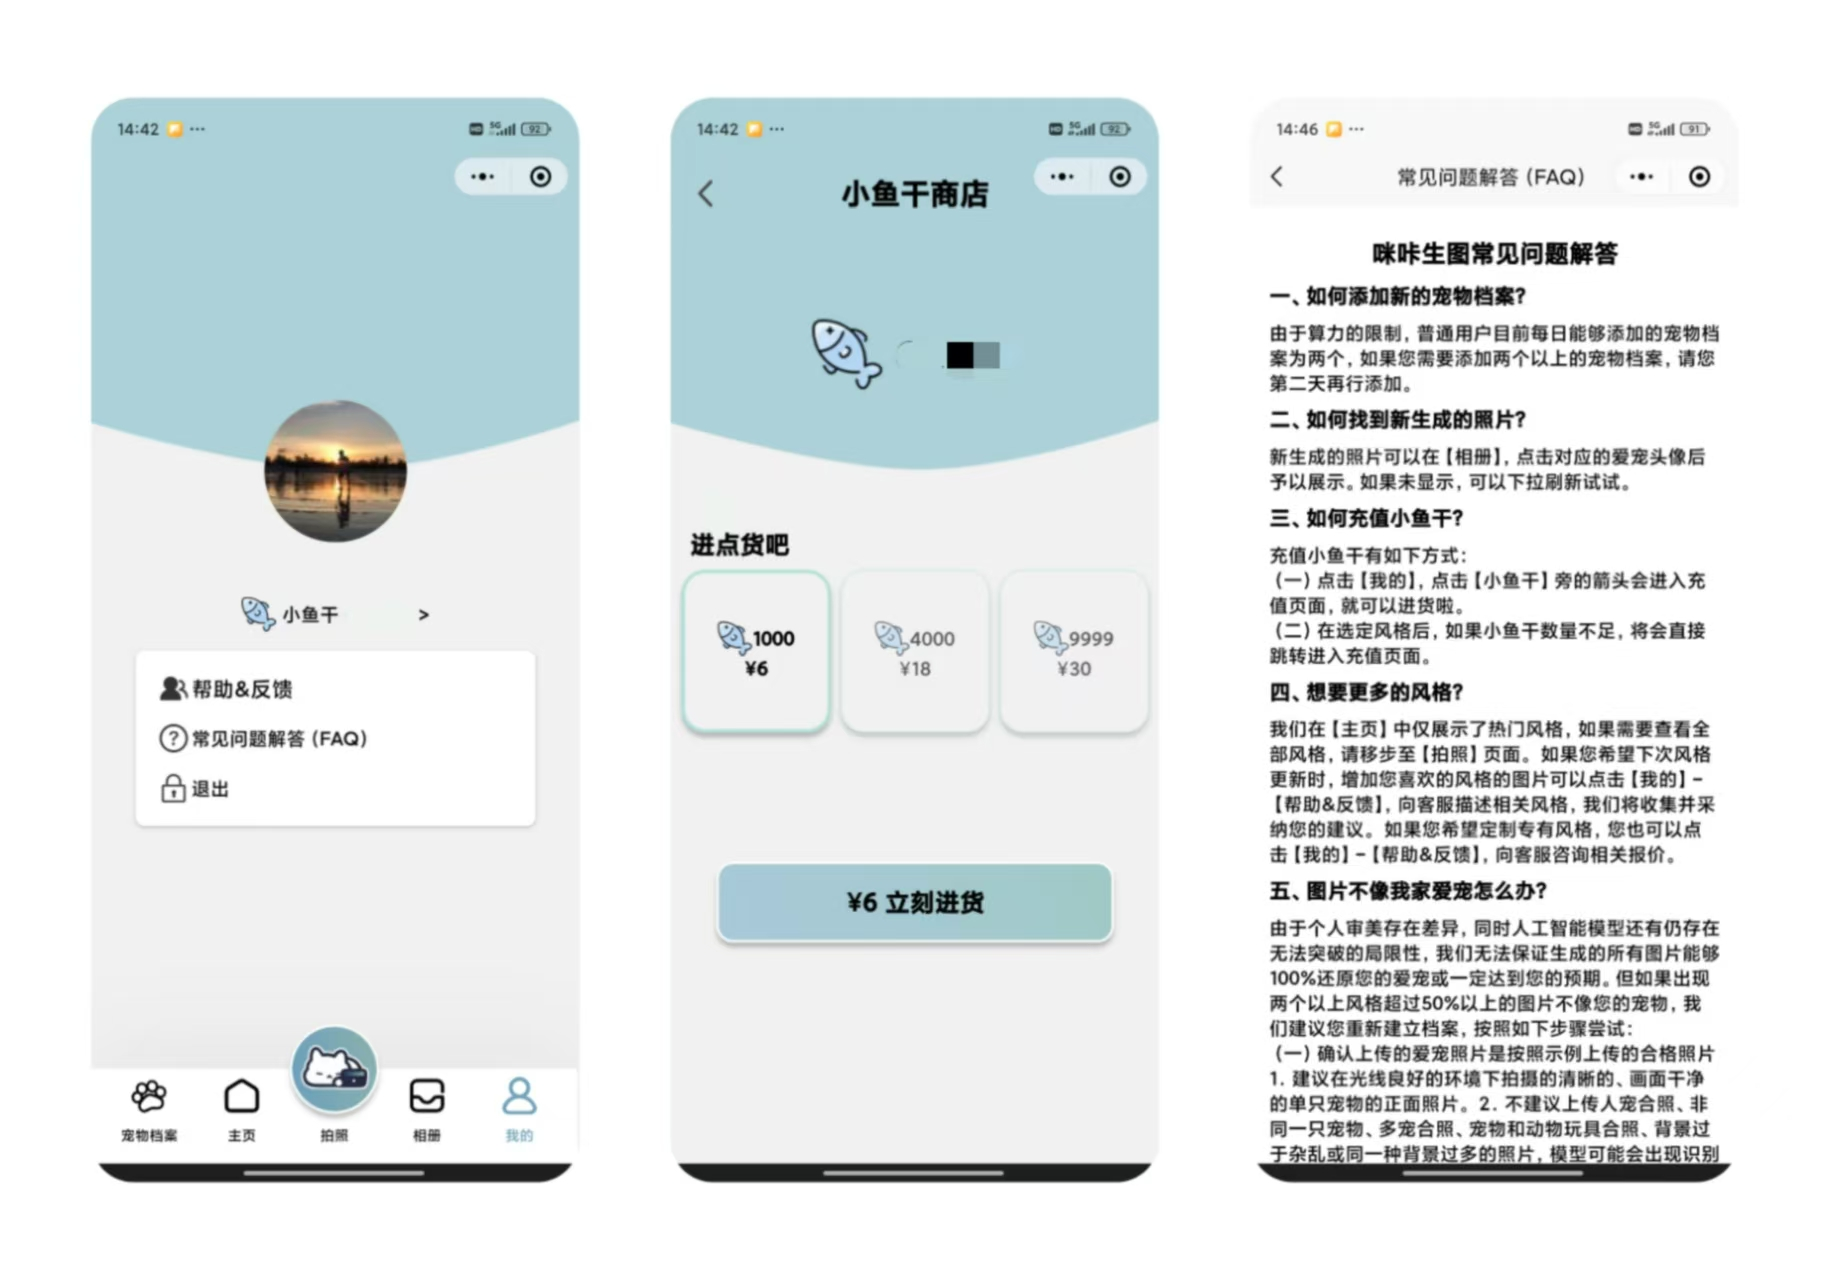 14:42
5G
92
小鱼干
>
帮助&反馈
常见问题解答 (FAQ)
退出
宠物档案
主页
拍照
相册
我的
14:42
5G
92
小鱼干商店
进点货吧
1000
¥6
4000
¥18
9999
¥30
¥6 立刻进货
14:46
5G
91
常见问题解答 (FAQ)
咪咔生图常见问题解答
一、如何添加新的宠物档案?
由于算力的限制，普通用户目前每日能够添加的宠物档
案为两个，如果您需要添加两个以上的宠物档案，请您
第二天再行添加。
二、如何找到新生成的照片?
新生成的照片可以在【相册】，点击对应的爱宠头像后
予以展示。如果未显示，可以下拉刷新试试。
三、如何充值小鱼干?
充值小鱼干有如下方式：
（一）点击【我的】，点击【小鱼干】旁的箭头会进入充
值页面，就可以进货啦。
（二）在选定风格后，如果小鱼干数量不足，将会直接
跳转进入充值页面。
四、想要更多的风格?
我们在【主页】中仅展示了热门风格，如果需要查看全
部风格，请移步至【拍照】页面。如果您希望下次风格
更新时，增加您喜欢的风格的图片可以点击【我的】-
【帮助&反馈】，向客服描述相关风格，我们将收集并采
纳您的建议。如果您希望定制专有风格，您也可以点
击【我的】-【帮助&反馈】，向客服咨询相关报价。
五、图片不像我家爱宠怎么办?
由于个人审美存在差异，同时人工智能模型还有仍存在
无法突破的局限性，我们无法保证生成的所有图片能够
100%还原您的爱宠或一定达到您的预期。但如果出现
两个以上风格超过50%以上的图片不像您的宠物，我
们建议您重新建立档案，按照如下步骤尝试：
（一）确认上传的爱宠照片是按照示例上传的合格照片
1. 建议在光线良好的环境下拍摄的清晰的、画面干净
的单只宠物的正面照片。2. 不建议上传人宠合照、非
同一只宠物、多宠合照、宠物和动物玩具合照、背景过
于杂乱或同一种背景过多的照片，模型可能会出现识别